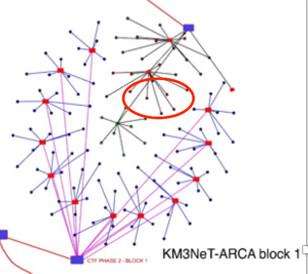 CTF PHASE 2 - BLOCK 1
KM3NeT-ARCA block 1